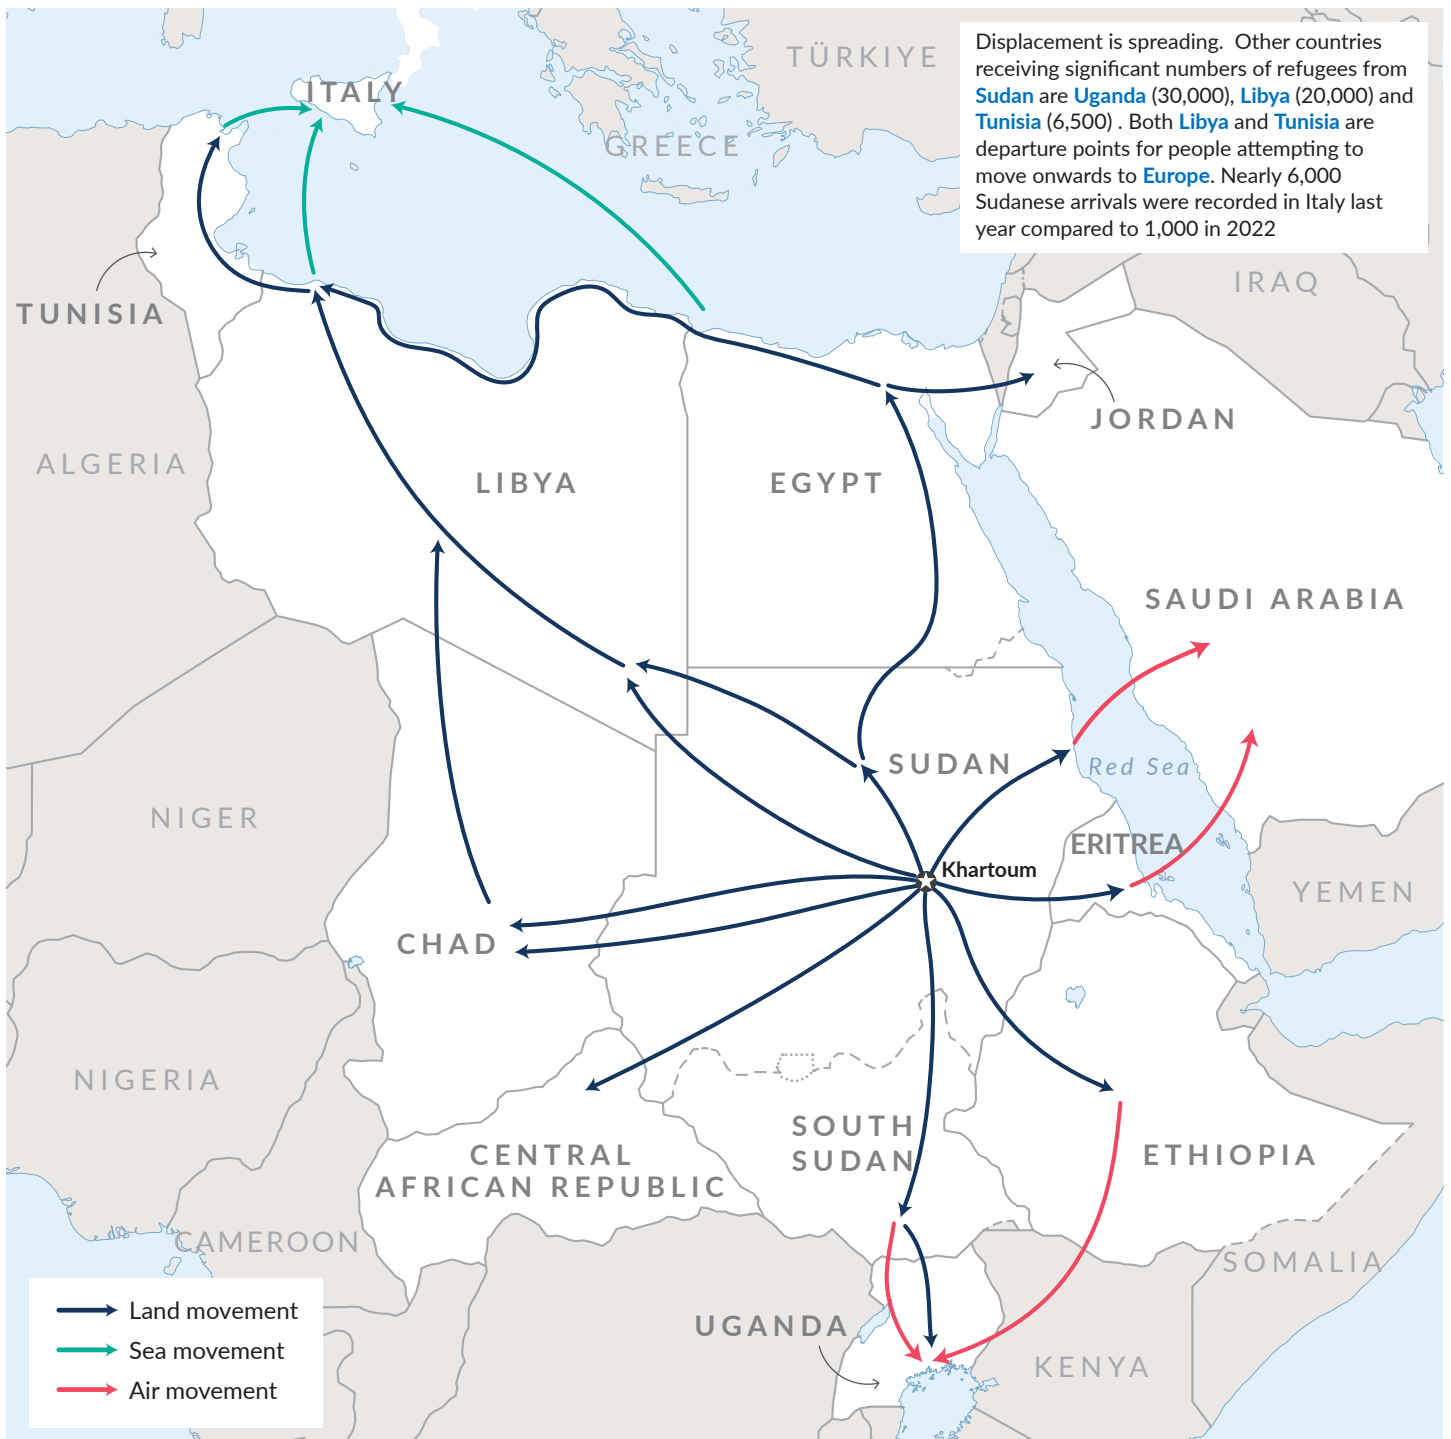 Displacement is spreading.  Other countries
receiving significant numbers of refugees from
Sudan are Uganda (30,000), Libya (20,000) and
Tunisia (6,500) . Both Libya and Tunisia are
departure points for people attempting to
move onwards to Europe. Nearly 6,000
Sudanese arrivals were recorded in Italy last
year compared to 1,000 in 2022
TÜRKIYE
ITALY
GREECE
IRAQ
TUNISIA
JORDAN
ALGERIA
LIBYA
EGYPT
SAUDI ARABIA
SUDAN
Red Sea
NIGER
ERITREA
Khartoum
YEMEN
CHAD
NIGERIA
SOUTH
SUDAN
CENTRAL
AFRICAN REPUBLIC
ETHIOPIA
CAMEROON
SOMALIA
UGANDA
KENYA
Land movement
Sea movement
Air movement